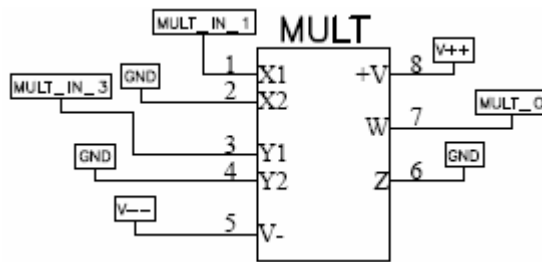 MULT_IN_1
MULT
GND
1
X1
+V
8
V++
MULT_IN_3
2
X2
W
7
MULT_O
GND
3
Y1
GND
4
Y2
Z
6
V--
5
V-